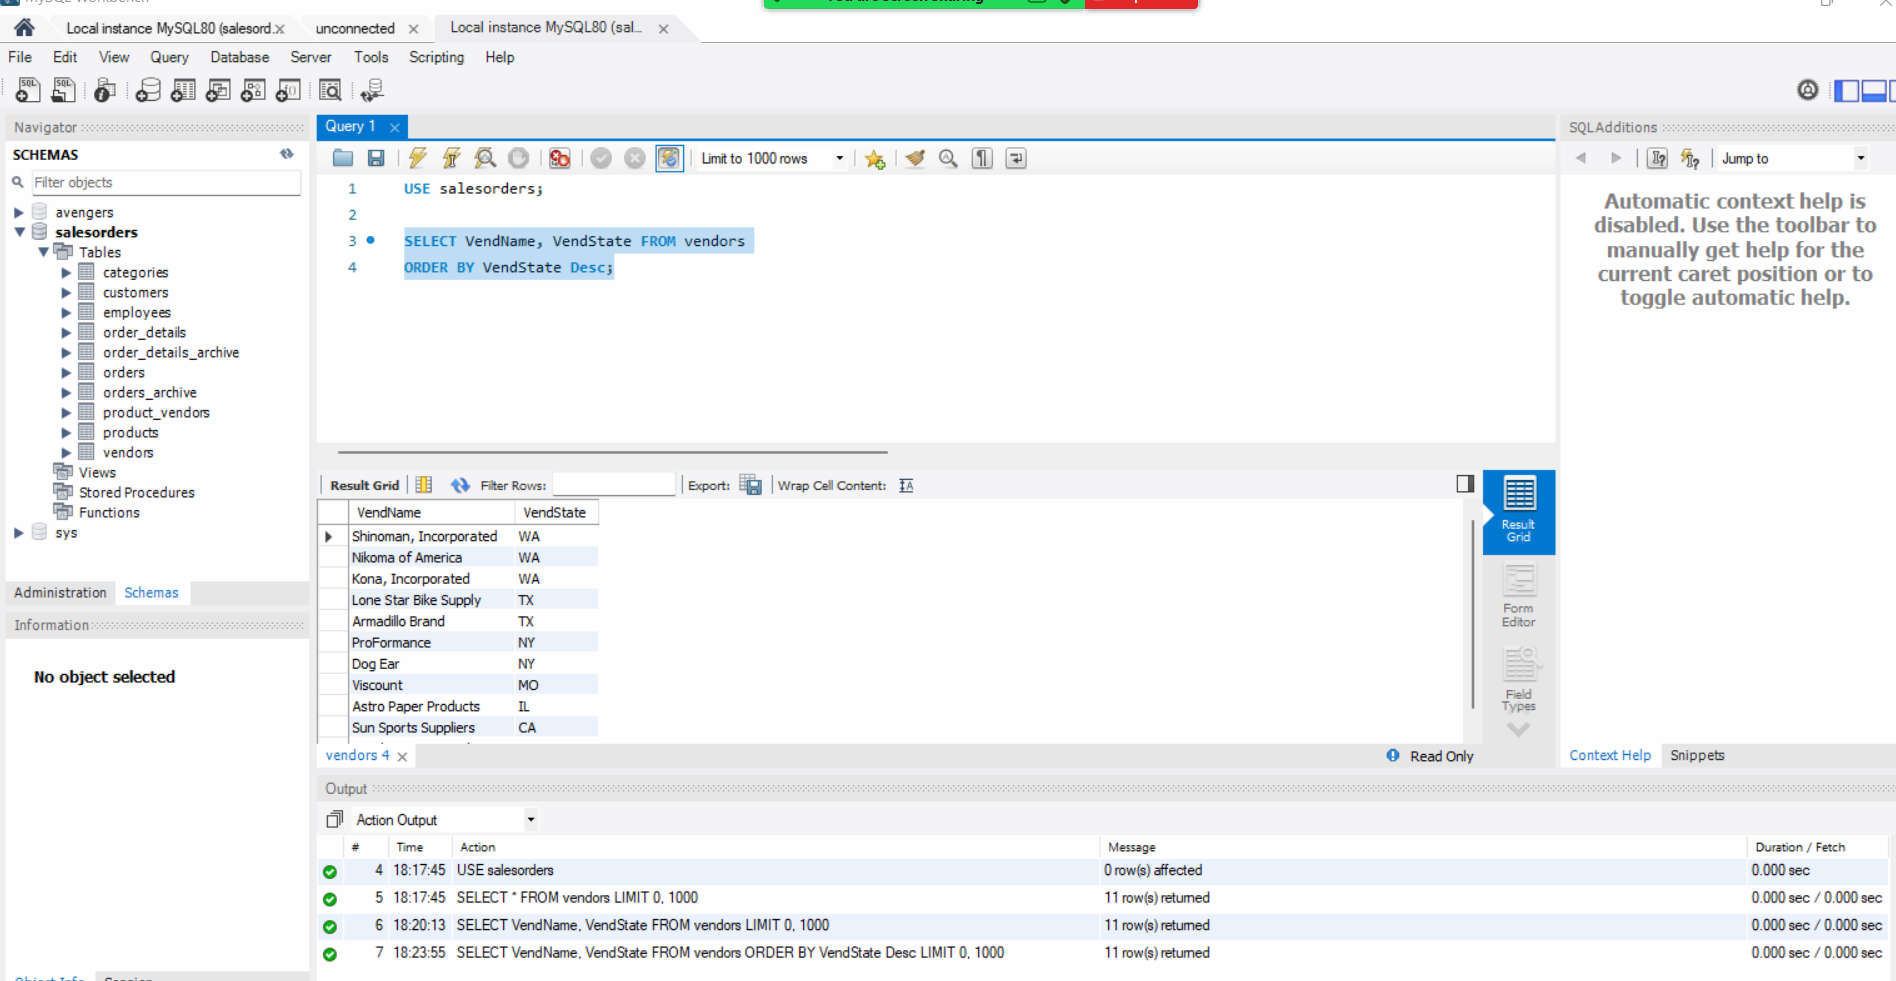 MySQL Workbench
Local instance MySQL80 (salesord.x
unconnected
Local instance MySQL80 (sal...
File Edit View Query Database Server Tools Scripting Help
Navigator
SCHEMAS
Filter objects
avengers
salesorders
Tables
categories
customers
employees
order_details
order_details_archive
orders
orders_archive
product_vendors
products
vendors
Views
Stored Procedures
Functions
sys
Administration Schemas
Information
No object selected
Query 1
Limit to 1000 rows
1 USE salesorders;
2
3 SELECT VendName, VendState FROM vendors
4 ORDER BY VendState Desc;
Result Grid Filter Rows: Export: Wrap Cell Content:
VendName VendState
Shinoman, Incorporated WA
Nikoma of America WA
Kona, Incorporated WA
Lone Star Bike Supply TX
Armadillo Brand TX
ProFormance NY
Dog Ear NY
Viscount MO
Astro Paper Products IL
Sun Sports Suppliers CA
Result
Grid
Form
Editor
Field
Types
vendors 4 Read Only
SQLAdditions
Jump to
Automatic context help is
disabled. Use the toolbar to
manually get help for the
current caret position or to
toggle automatic help.
Context Help Snippets
Output
Action Output
# Time Action Message Duration / Fetch
4 18:17:45 USE salesorders 0 row(s) affected 0.000 sec
5 18:17:45 SELECT * FROM vendors LIMIT 0, 1000 11 row(s) returned 0.000 sec / 0.000 sec
6 18:20:13 SELECT VendName, VendState FROM vendors LIMIT 0, 1000 11 row(s) returned 0.000 sec / 0.000 sec
7 18:23:55 SELECT VendName, VendState FROM vendors ORDER BY VendState Desc LIMIT 0, 1000 11 row(s) returned 0.000 sec / 0.000 sec
Object Info Session